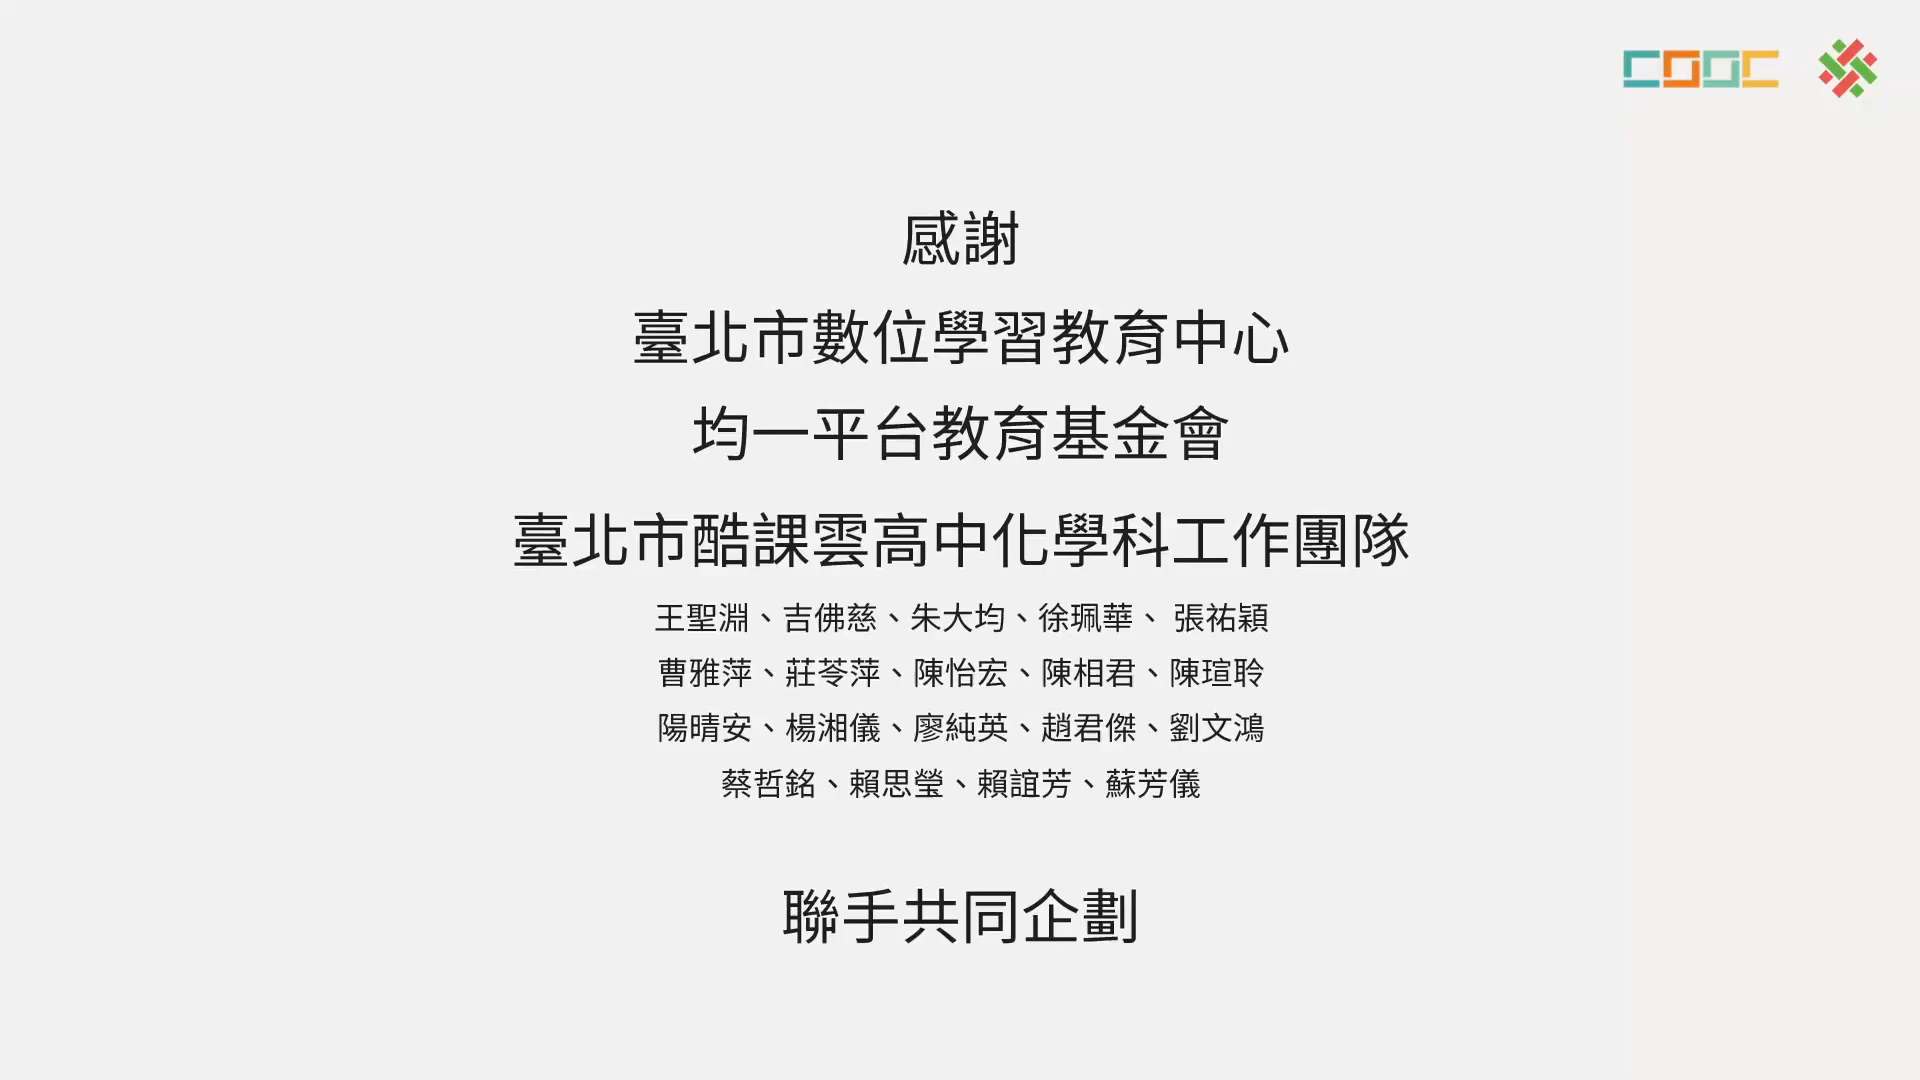 COOC
感謝
臺北市數位學習教育中心
均一平台教育基金會
臺北市酷課雲高中化學科工作團隊
王聖淵、吉佛慈、朱大均、徐珮華、 張祐穎
曹雅萍、莊苓萍、陳怡宏、陳相君、陳瑄聆
陽晴安、楊湘儀、廖純英、趙君傑、劉文鴻
蔡哲銘、賴思瑩、賴誼芳、蘇芳儀
聯手共同企劃